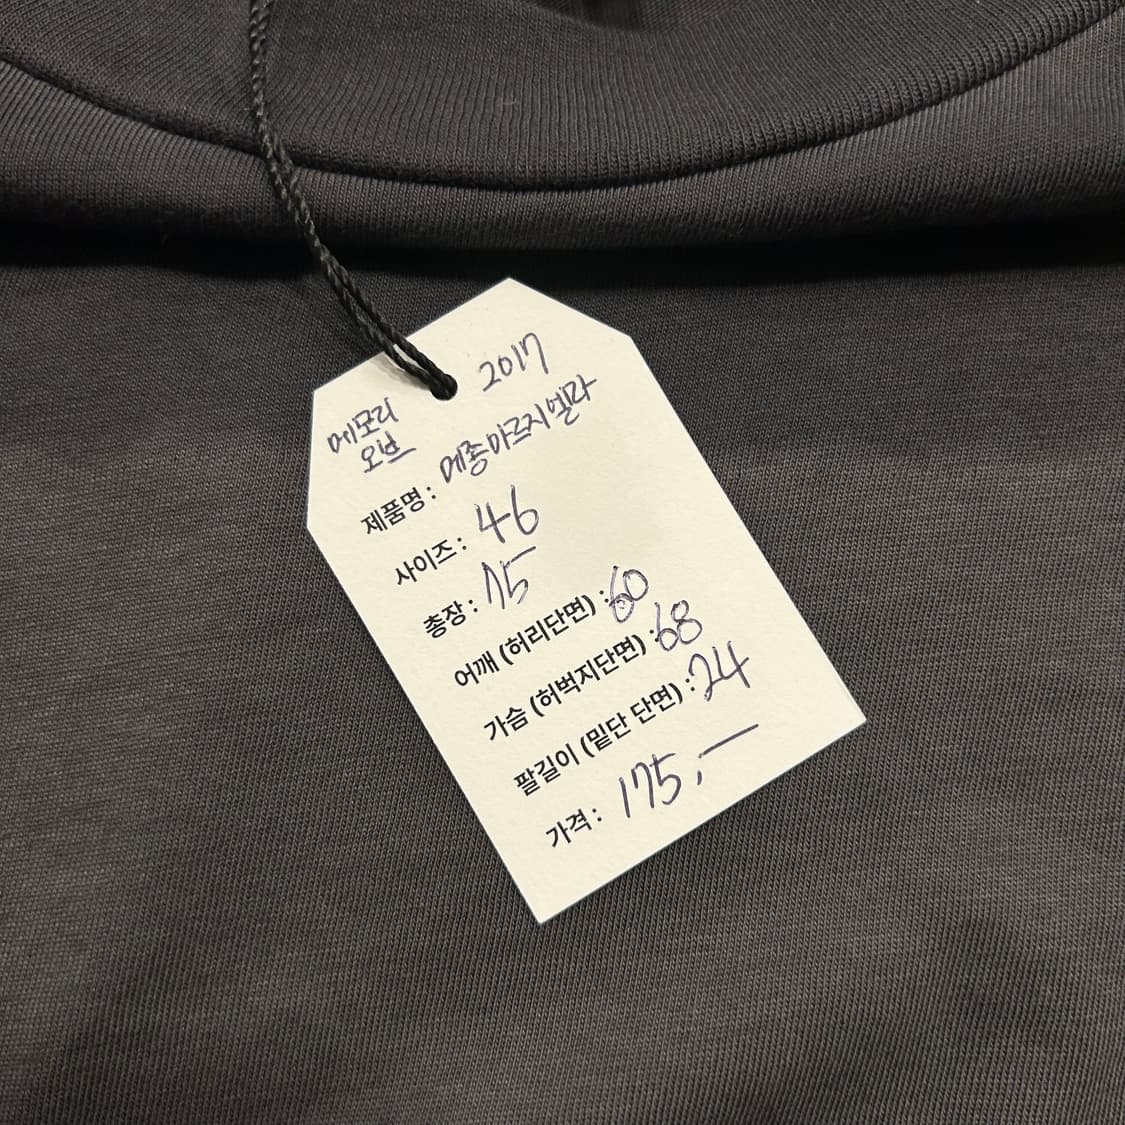 2017
메모리
오브
제품명 : 메종마르지엘라
사이즈 : 46
총장 : 75
어깨 (허리단면) : 60
가슴 (허벅지단면) : 68
팔길이 (밑단 단면) : 24
가격 : 175,—